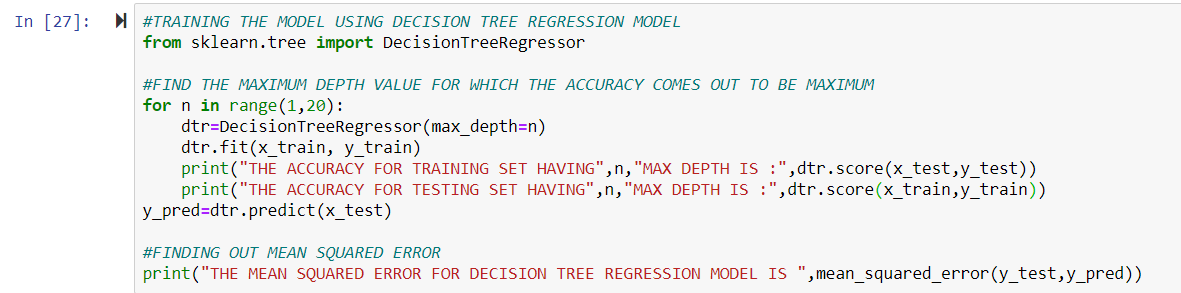 In [27]:
#TRAINING THE MODEL USING DECISION TREE REGRESSION MODEL
from sklearn.tree import DecisionTreeRegressor

#FIND THE MAXIMUM DEPTH VALUE FOR WHICH THE ACCURACY COMES OUT TO BE MAXIMUM
for n in range(1,20):
    dtr=DecisionTreeRegressor(max_depth=n)
    dtr.fit(x_train, y_train)
    print("THE ACCURACY FOR TRAINING SET HAVING",n,"MAX DEPTH IS :",dtr.score(x_test,y_test))
    print("THE ACCURACY FOR TESTING SET HAVING",n,"MAX DEPTH IS :",dtr.score(x_train,y_train))
y_pred=dtr.predict(x_test)

#FINDING OUT MEAN SQUARED ERROR
print("THE MEAN SQUARED ERROR FOR DECISION TREE REGRESSION MODEL IS ",mean_squared_error(y_test,y_pred))